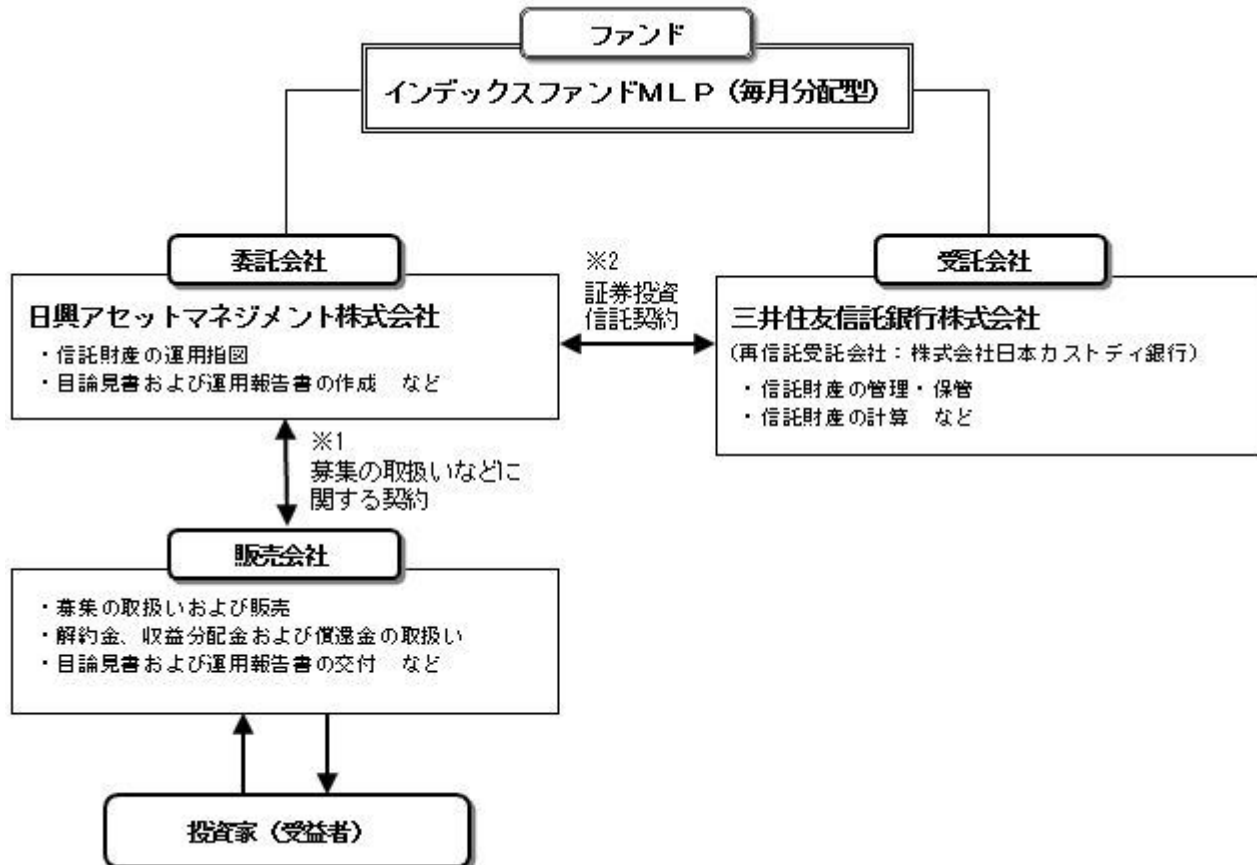 ファンド
インデックスファンドMLP（毎月分配型）
委託会社
日興アセットマネジメント株式会社
・信託財産の運用指図
・目論見書および運用報告書の作成　など
※2
証券投資
信託契約
受託会社
三井住友信託銀行株式会社
(再信託受託会社：株式会社日本カストディ銀行)
・信託財産の管理・保管
・信託財産の計算　など
※1
募集の取扱いなどに
関する契約
販売会社
・募集の取扱いおよび販売
・解約金、収益分配金および償還金の取扱い
・目論見書および運用報告書の交付　など
投資家（受益者）